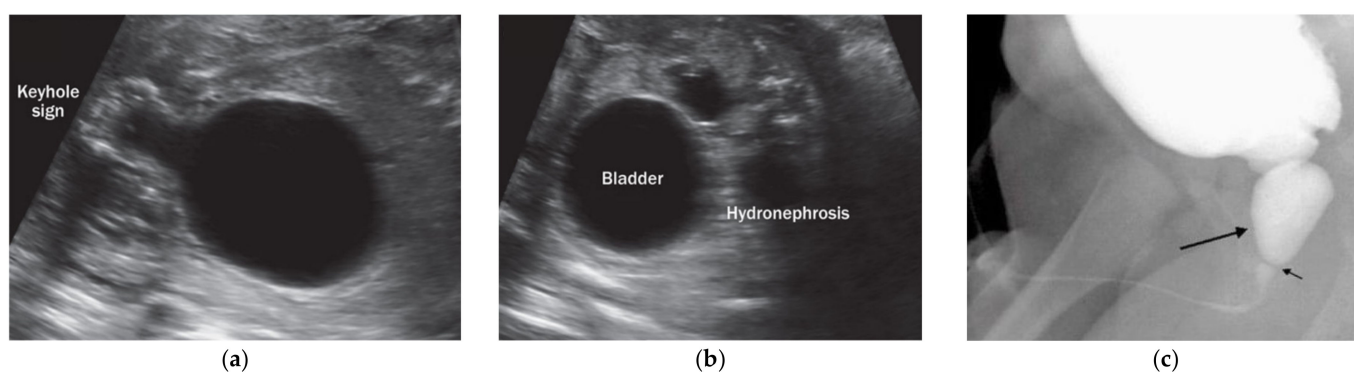 Keyhole
sign
Bladder
Hydronephrosis
(a)
(b)
(c)